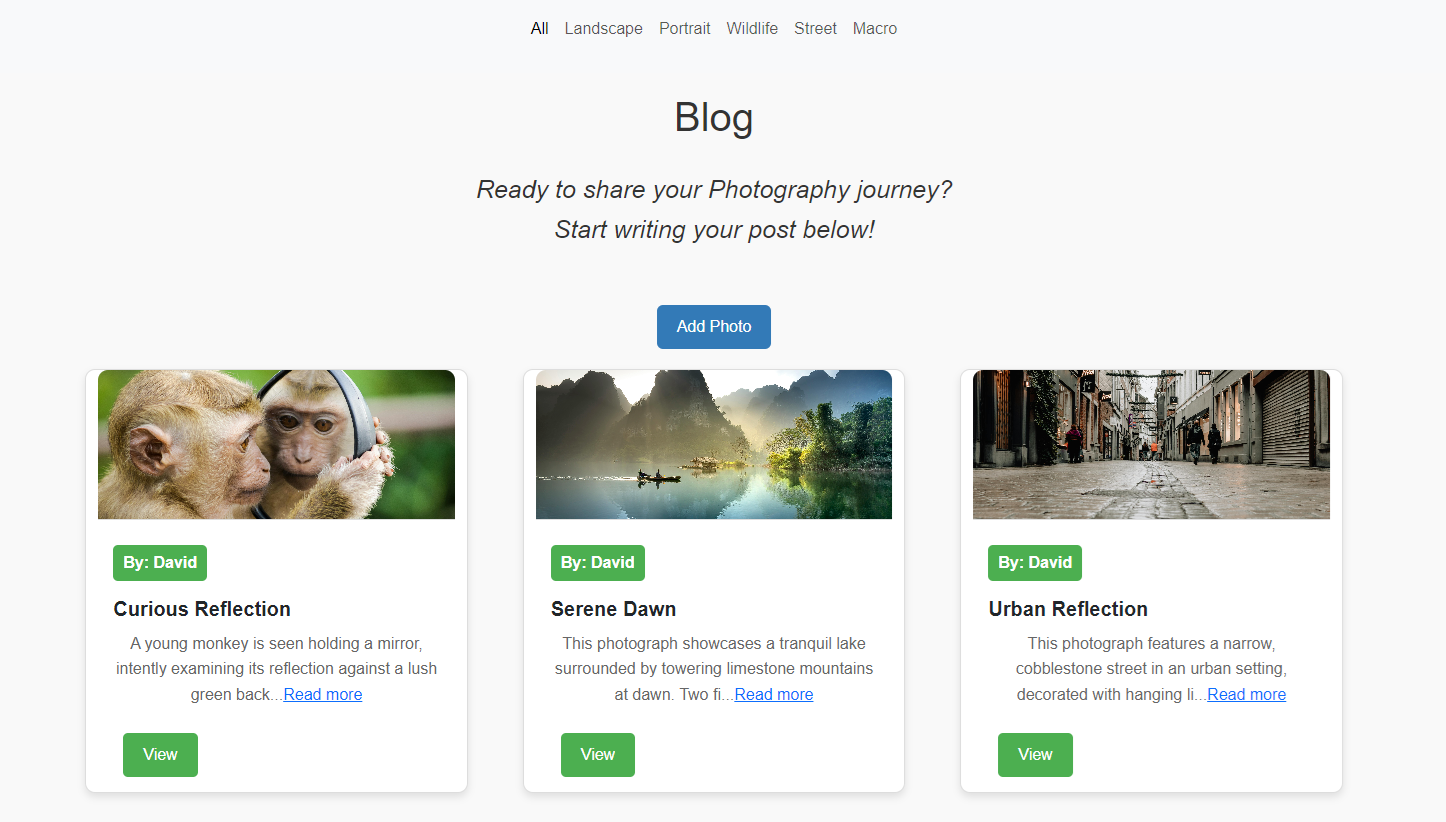 All Landscape Portrait Wildlife Street Macro
Blog
Ready to share your Photography journey?
Start writing your post below!
Add Photo
By: David
Curious Reflection
A young monkey is seen holding a mirror,
intently examining its reflection against a lush
green back...Read more
View
By: David
Serene Dawn
This photograph showcases a tranquil lake
surrounded by towering limestone mountains
at dawn. Two fi...Read more
View
By: David
Urban Reflection
This photograph features a narrow,
cobblestone street in an urban setting,
decorated with hanging li...Read more
View